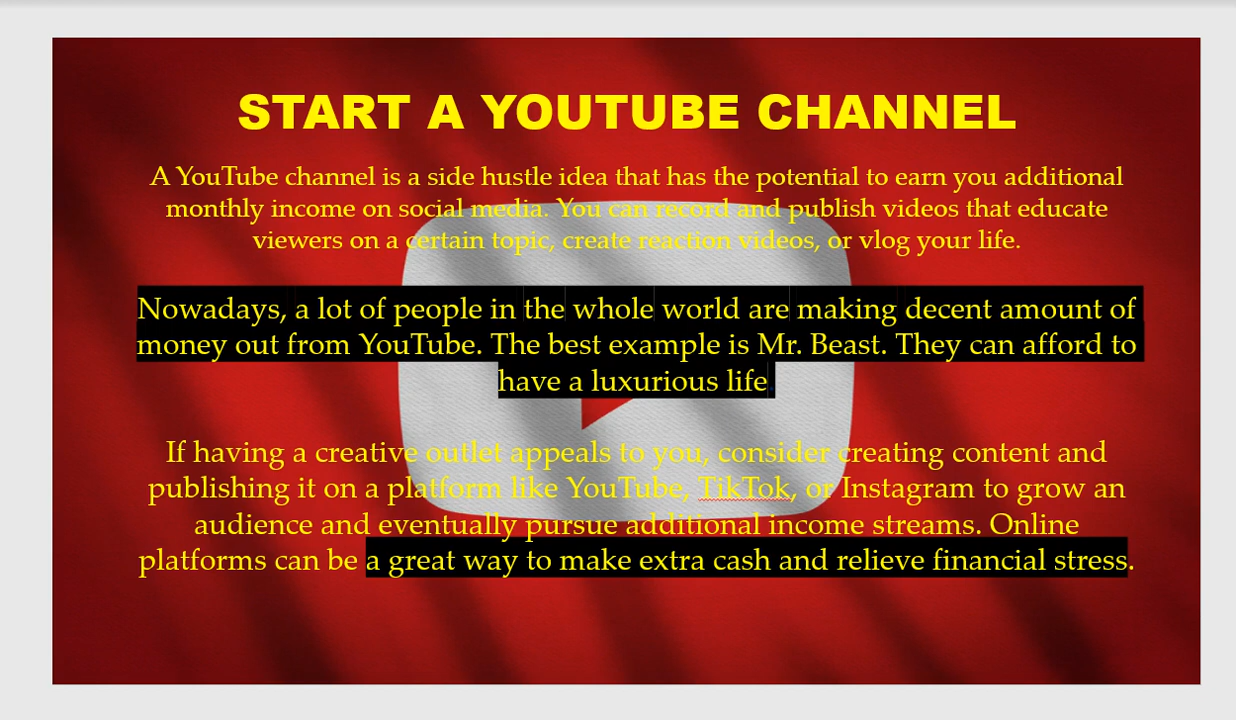 START A YOUTUBE CHANNEL
A YouTube channel is a side hustle idea that has the potential to earn you additional
monthly income on social media. You can record and publish videos that educate
viewers on a certain topic, create reaction videos, or vlog your life.
Nowadays, a lot of people in the whole world are making decent amount of
money out from YouTube. The best example is Mr. Beast. They can afford to
have a luxurious life.
If having a creative outlet appeals to you, consider creating content and
publishing it on a platform like YouTube, TikTok, or Instagram to grow an
audience and eventually pursue additional income streams. Online
platforms can be a great way to make extra cash and relieve financial stress.